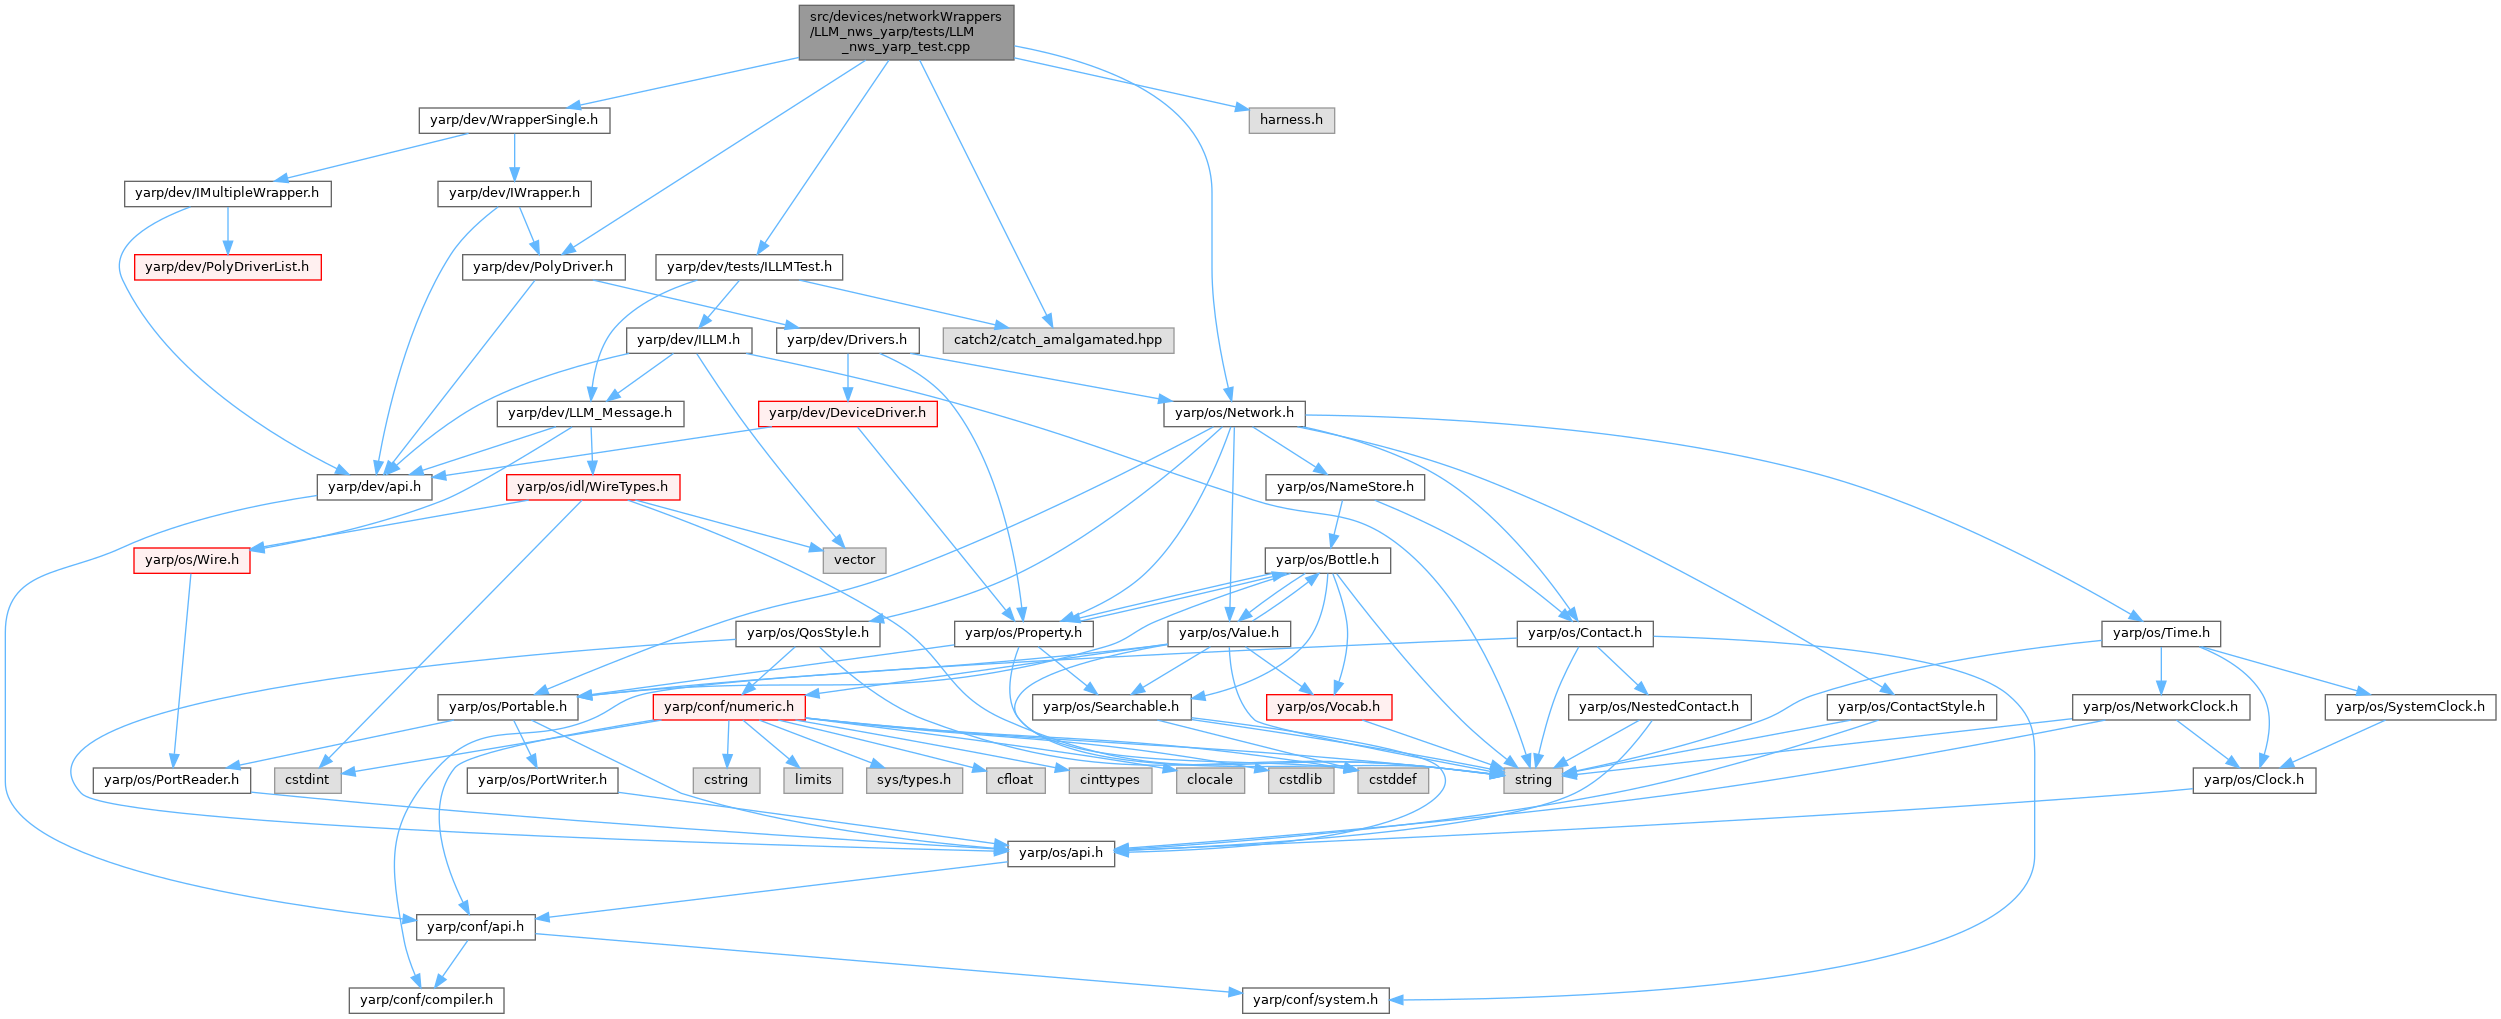 src/devices/networkWrappers
/LLM_nws_yarp/tests/LLM
_nws_yarp_test.cpp
yarp/dev/WrapperSingle.h
harness.h
yarp/dev/IMultipleWrapper.h
yarp/dev/IWrapper.h
yarp/dev/PolyDriverList.h
yarp/dev/PolyDriver.h
yarp/dev/tests/ILLMTest.h
yarp/dev/ILLM.h
yarp/dev/Drivers.h
catch2/catch_amalgamated.hpp
yarp/dev/LLM_Message.h
yarp/dev/DeviceDriver.h
yarp/os/Network.h
yarp/dev/api.h
yarp/os/idl/WireTypes.h
yarp/os/NameStore.h
yarp/os/Wire.h
vector
yarp/os/Bottle.h
yarp/os/QosStyle.h
yarp/os/Property.h
yarp/os/Value.h
yarp/os/Contact.h
yarp/os/Time.h
yarp/os/Portable.h
yarp/conf/numeric.h
yarp/os/Searchable.h
yarp/os/Vocab.h
yarp/os/NestedContact.h
yarp/os/ContactStyle.h
yarp/os/NetworkClock.h
yarp/os/SystemClock.h
yarp/os/PortReader.h
cstdint
yarp/os/PortWriter.h
cstring
limits
sys/types.h
cfloat
cinttypes
clocale
cstdlib
cstddef
string
yarp/os/Clock.h
yarp/os/api.h
yarp/conf/api.h
yarp/conf/compiler.h
yarp/conf/system.h